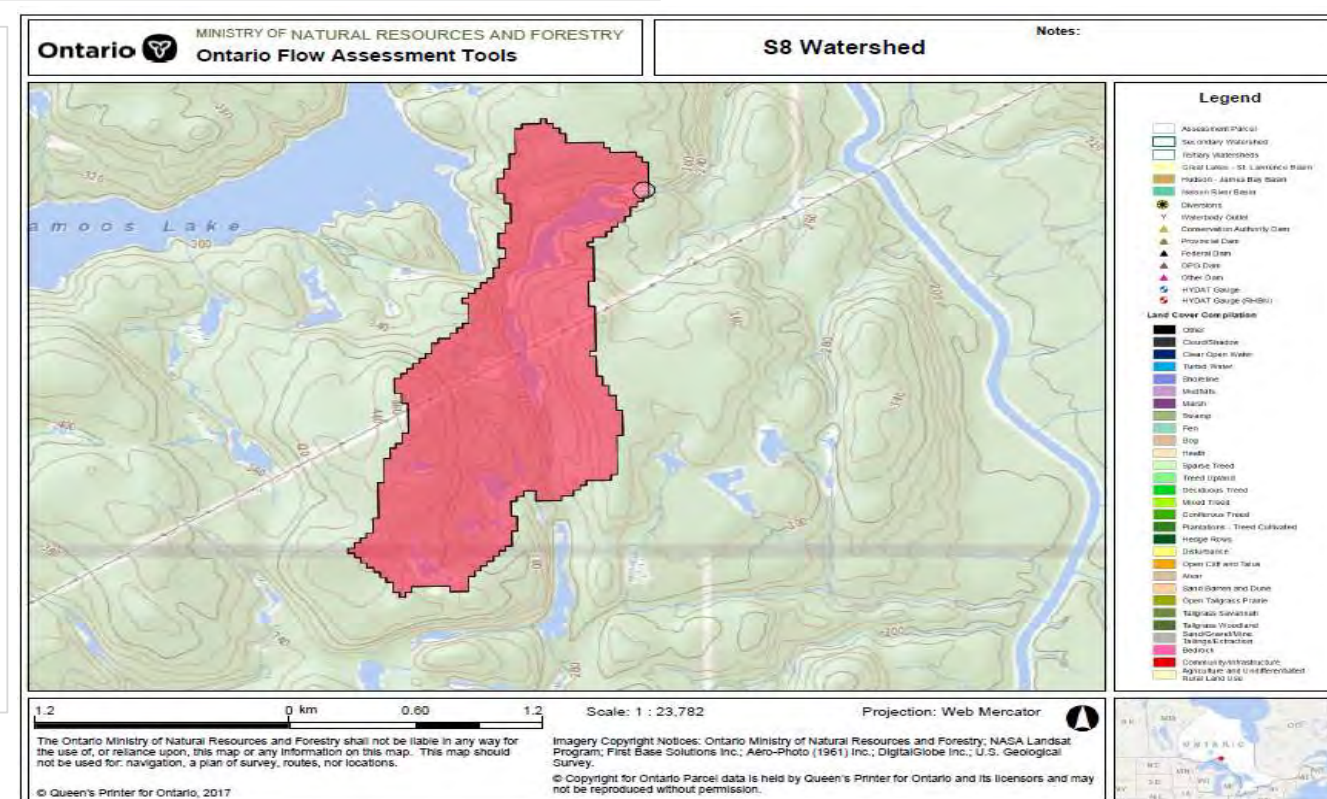 Ontario
MINISTRY OF NATURAL RESOURCES AND FORESTRY
Ontario Flow Assessment Tools
S8 Watershed
Notes:
amoos Lake
320
300
280
200
Legend
Assessment Parcel
Secondary Watershed
Tertiary Watersheds
Great Lakes - St. Lawrence Basin
Hudson - James Bay Basin
Nelson River Basin
Diversions
Waterbody Outlet
Conservation Authority Dam
Provincial Dam
Federal Dam
OPG Dam
Other Dam
HYDAT Gauge
HYDAT Gauge (RHBN)
Land Cover Compilation
Other
Cloud/Shadow
Clear Open Water
Turbid Water
Shoreline
Mudflats
Marsh
Swamp
Fen
Bog
Heath
Sparse Treed
Treed Upland
Deciduous Treed
Mixed Treed
Coniferous Treed
Plantations - Treed Cultivated
Hedge Rows
Disturbance
Open Cliff and Talus
Alvar
Sand Barren and Dune
Open Tallgrass Prairie
Tallgrass Savannah
Tallgrass Woodland
Sand/Gravel/Mine
Tailings/Extraction
Bedrock
Community/Infrastructure
Agriculture and Undifferentiated
Rural Land Use
1.2 0 km 0.60 1.2
Scale: 1 : 23,782
Projection: Web Mercator
The Ontario Ministry of Natural Resources and Forestry shall not be liable in any way for
the use of, or reliance upon, this map or any information on this map. This map should
not be used for: navigation, a plan of survey, routes, nor locations.
© Queen's Printer for Ontario, 2017
Imagery Copyright Notices: Ontario Ministry of Natural Resources and Forestry; NASA Landsat
Program; First Base Solutions Inc.; Aéro-Photo (1961) Inc.; DigitalGlobe Inc.; U.S. Geological
Survey.
© Copyright for Ontario Parcel data is held by Queen's Printer for Ontario and its licensors and may
not be reproduced without permission.
ONTARIO